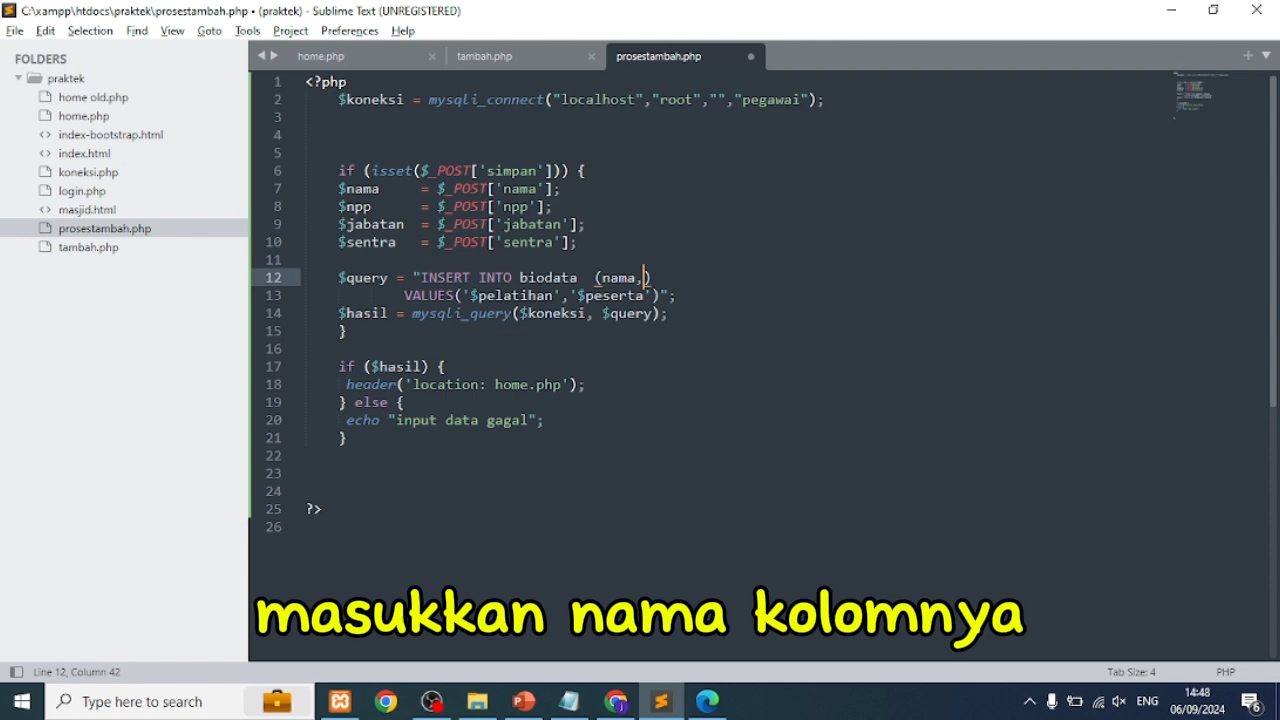 C:\xampp\htdocs\praktek\prosestambah.php • (praktek) - Sublime Text (UNREGISTERED)
File Edit Selection Find View Goto Tools Project Preferences Help
FOLDERS
praktek
home old.php
home.php
index-bootstrap.html
index.html
koneksi.php
login.php
masjid.html
prosestambah.php
tambah.php
home.php tambah.php prosestambah.php
1 <?php
2 $koneksi = mysqli_connect("localhost","root","","pegawai");
3
4
5
6 if (isset($_POST['simpan'])) {
7 $nama = $_POST['nama'];
8 $npp = $_POST['npp'];
9 $jabatan = $_POST['jabatan'];
10 $sentra = $_POST['sentra'];
11
12 $query = "INSERT INTO biodata (nama,)
13 VALUES('$pelatihan','$peserta')";
14 $hasil = mysqli_query($koneksi, $query);
15 }
16
17 if ($hasil) {
18 header('location: home.php');
19 } else {
20 echo "input data gagal";
21 }
22
23
24
25 ?>
26
masukkan nama kolomnya
Line 12, Column 42 Tab Size: 4 PHP
Type here to search ENG 14:48 06/09/2024 6